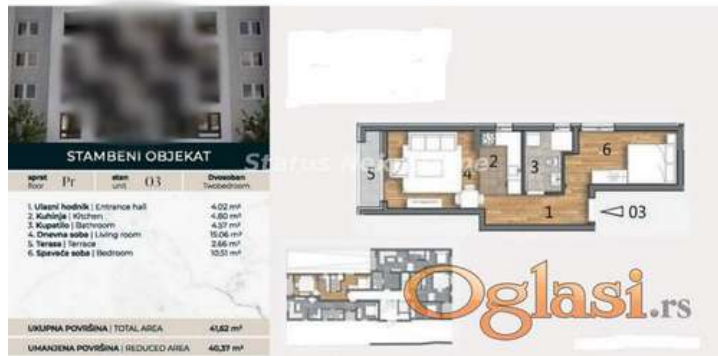 STAMBENI OBJEKAT
sprat
floor
Pr
stan
unit
03
Dvosoban
Twobedroom
1. Ulazni hodnik | Entrance hall 4.02 m²
2. Kuhinja | Kitchen 4.80 m²
3. Kupatilo | Bathroom 4.57 m²
4. Dnevna soba | Living room 15.06 m²
5. Terasa | Terrace 2.66 m²
6. Spavaća soba | Bedroom 10.51 m²
UKUPNA POVRŠINA | TOTAL AREA 41,62 m²
UMANJENA POVRŠINA | REDUCED AREA 40,37 m²
Status Nekretnine
5
4
2
3
6
1
03
Oglasi.rs